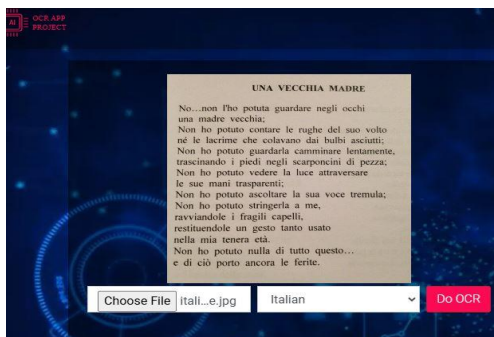 AI
OCR APP
PROJECT
UNA VECCHIA MADRE
No...non l'ho potuta guardare negli occhi
una madre vecchia;
Non ho potuto contare le rughe del suo volto
né le lacrime che colavano dai bulbi asciutti;
Non ho potuto guardarla camminare lentamente,
trascinando i piedi negli scarponcini di pezza;
Non ho potuto vedere la luce attraversare
le sue mani trasparenti;
Non ho potuto ascoltare la sua voce tremula;
Non ho potuto stringerla a me,
ravviandole i fragili capelli,
restituendole un gesto tanto usato
nella mia tenera età.
Non ho potuto nulla di tutto questo...
e di ciò porto ancora le ferite.
Choose File itali...e.jpg Italian Do OCR